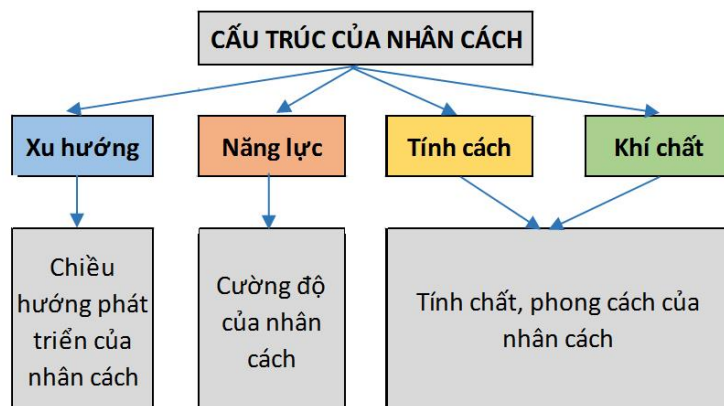 CẤU TRÚC CỦA NHÂN CÁCH
Xu hướng
Năng lực
Tính cách
Khí chất
Chiều
hướng phát
triển của
nhân cách
Cường độ
của nhân
cách
Tính chất, phong cách của
nhân cách